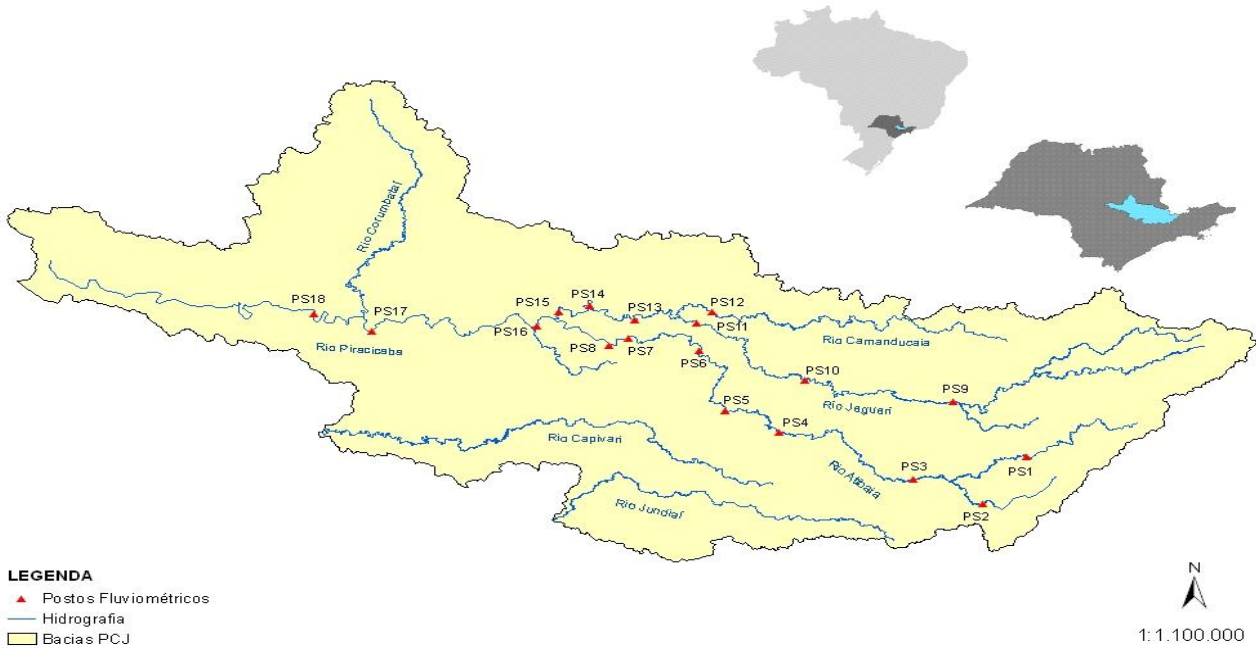 Rio Corumbataí
PS18
PS17
Rio Piracicaba
PS15
PS14
PS13
PS12
PS16
PS11
PS8
PS7
PS6
Rio Camanducaia
PS10
PS9
Rio Jaguari
PS5
PS4
Rio Capivari
Rio Atibaia
PS3
PS1
PS2
Rio Jundiaí
LEGENDA
Postos Fluviométricos
Hidrografia
Bacias PCJ
N
1:1.100.000